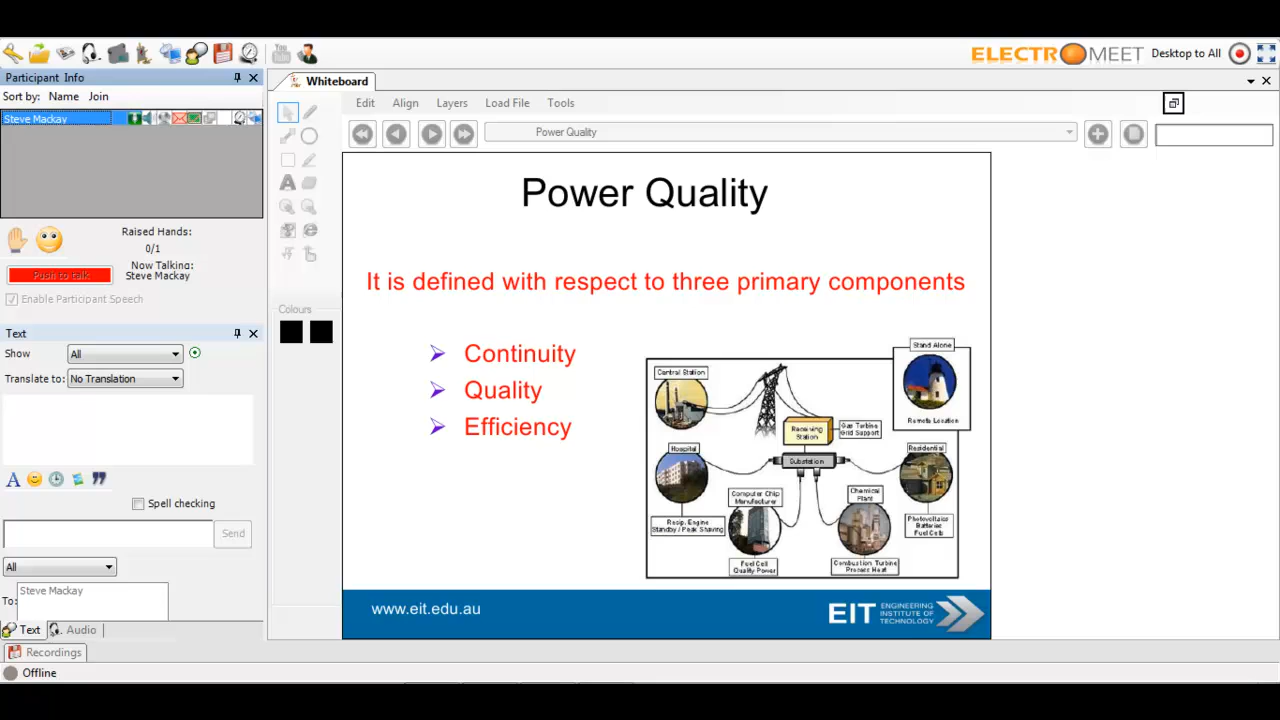 ELECTROMEET
Desktop to All
You
Participant Info
Sort by: Name Join
Steve Mackay
Raised Hands:
0/1
Now Talking:
Steve Mackay
Push to talk
Enable Participant Speech
Text
Show All
Translate to: No Translation
Spell checking
Send
All
To: Steve Mackay
Text Audio
Recordings
Offline
Whiteboard
Edit Align Layers Load File Tools
Power Quality
Colours
Power Quality
It is defined with respect to three primary components
Continuity
Quality
Efficiency
Central Station
Stand Alone
Remote Location
Receiving
Station
Gas Turbine
Grid Support
Hospital
Substation
Residential
Recip. Engine
Standby / Peak Shaving
Computer Chip
Manufacturer
Chemical
Plant
Photovoltaics
Batteries
Fuel Cells
Fuel Cell
Quality Power
Combustion Turbine
Process Heat
www.eit.edu.au
EIT ENGINEERING
INSTITUTE OF
TECHNOLOGY